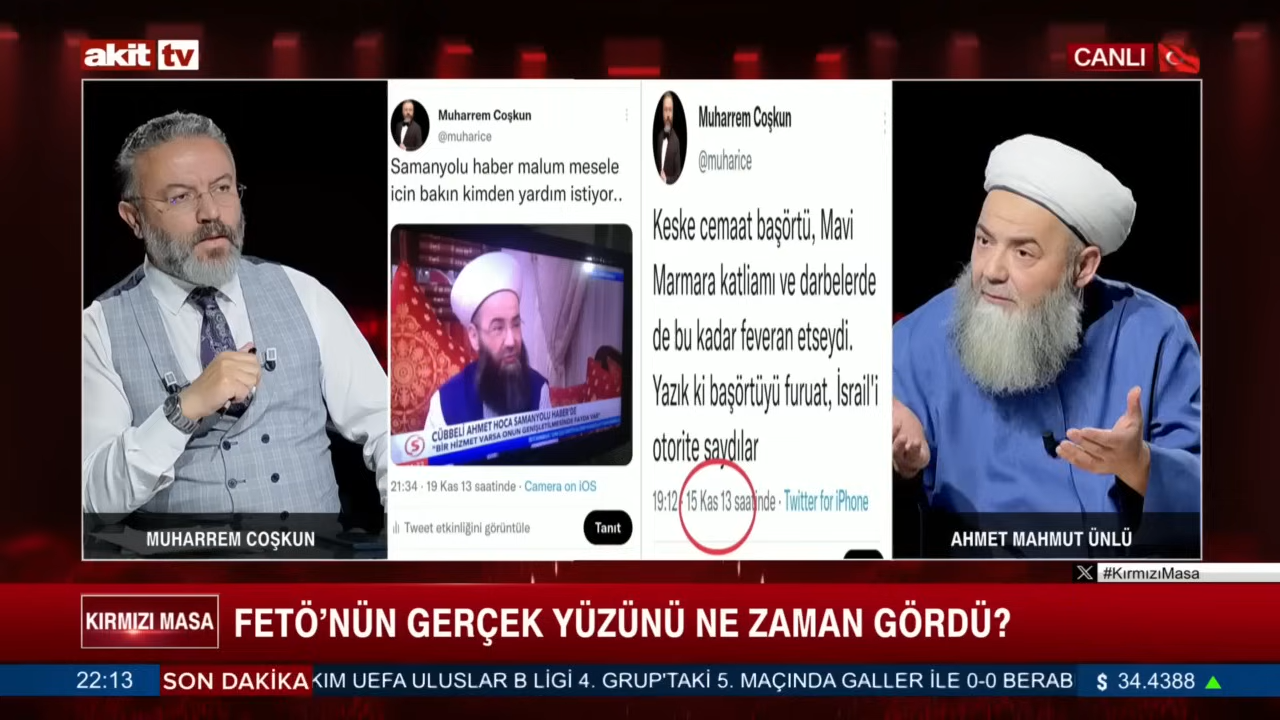 akit tv
CANLI
Muharrem Coşkun
@muharice
Samanyolu haber malum mesele
icin bakın kimden yardım istiyor..
CÜBBELİ AHMET HOCA SAMANYOLU HABER'DE
"BİR HİZMET VARSA ONUN GENİŞLETİLMESİNDE FAYDA VAR"
21:34 · 19 Kas 13 saatinde · Camera on iOS
Tweet etkinliğini görüntüle
Tanıt
Muharrem Coşkun
@muharice
Keske cemaat başörtü, Mavi
Marmara katliamı ve darbelerde
de bu kadar feveran etseydi.
Yazık ki başörtüyü furuat, İsrail'i
otorite saydılar
19:12 · 15 Kas 13 saatinde · Twitter for iPhone
MUHARREM COŞKUN
AHMET MAHMUT ÜNLÜ
X #KırmızıMasa
KIRMIZI MASA
FETÖ'NÜN GERÇEK YÜZÜNÜ NE ZAMAN GÖRDÜ?
22:13
SON DAKİKA
KIM UEFA ULUSLAR B LİGİ 4. GRUP'TAKİ 5. MAÇINDA GALLER İLE 0-0 BERAB
$ 34.4388